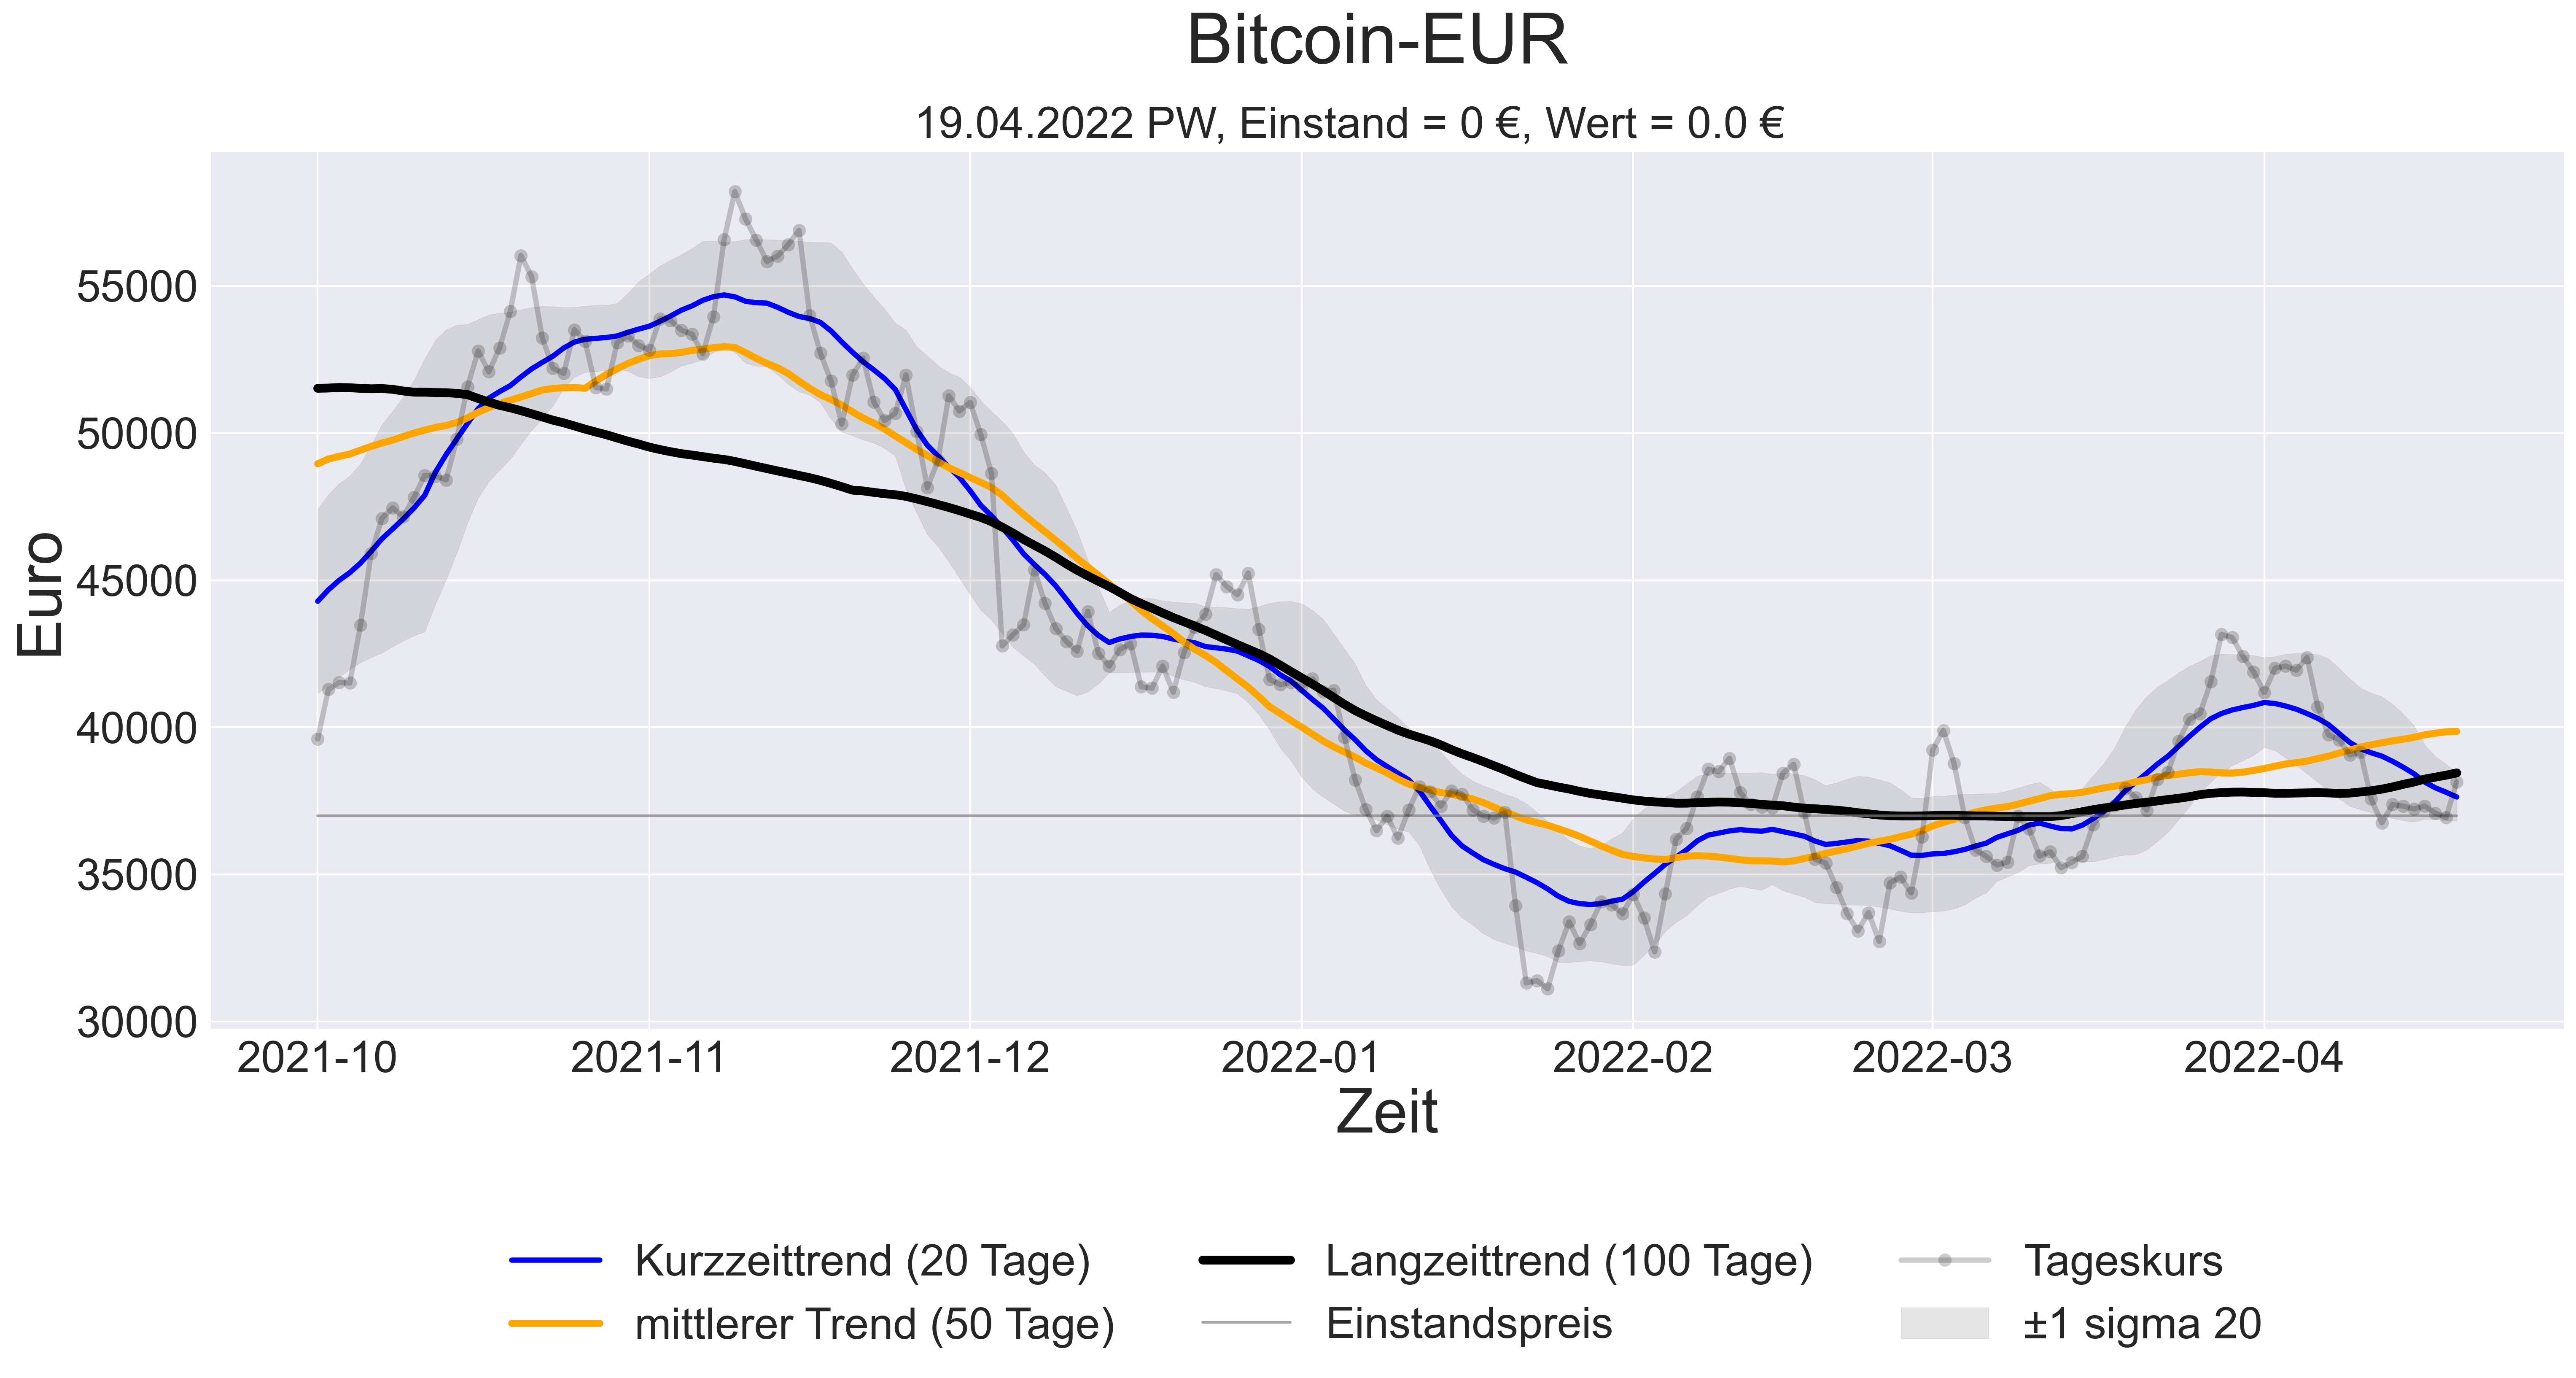 Bitcoin-EUR
19.04.2022 PW, Einstand = 0 €, Wert = 0.0 €
Euro
55000
50000
45000
40000
35000
30000
2021-10 2021-11 2021-12 2022-01 2022-02 2022-03 2022-04
Zeit
Kurzzeittrend (20 Tage) Langzeittrend (100 Tage) Tageskurs
mittlerer Trend (50 Tage) Einstandspreis ±1 sigma 20